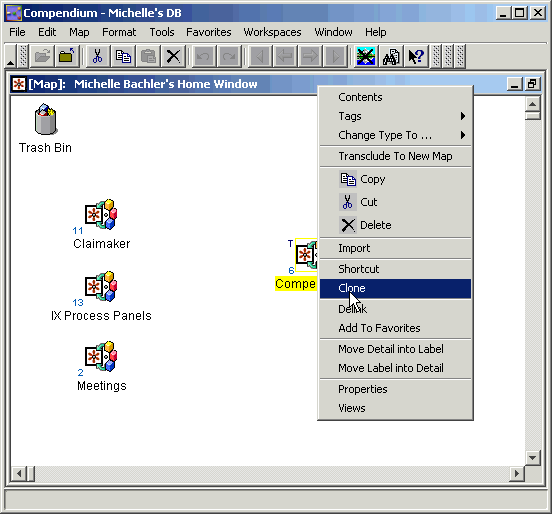 Compendium - Michelle's DB
File Edit Map Format Tools Favorites Workspaces Window Help
[Map]: Michelle Bachler's Home Window
Trash Bin
11
Claimaker
13
IX Process Panels
2
Meetings
T
6
Compe
Contents
Tags
Change Type To ...
Transclude To New Map
Copy
Cut
Delete
Import
Shortcut
Clone
Delink
Add To Favorites
Move Detail into Label
Move Label into Detail
Properties
Views